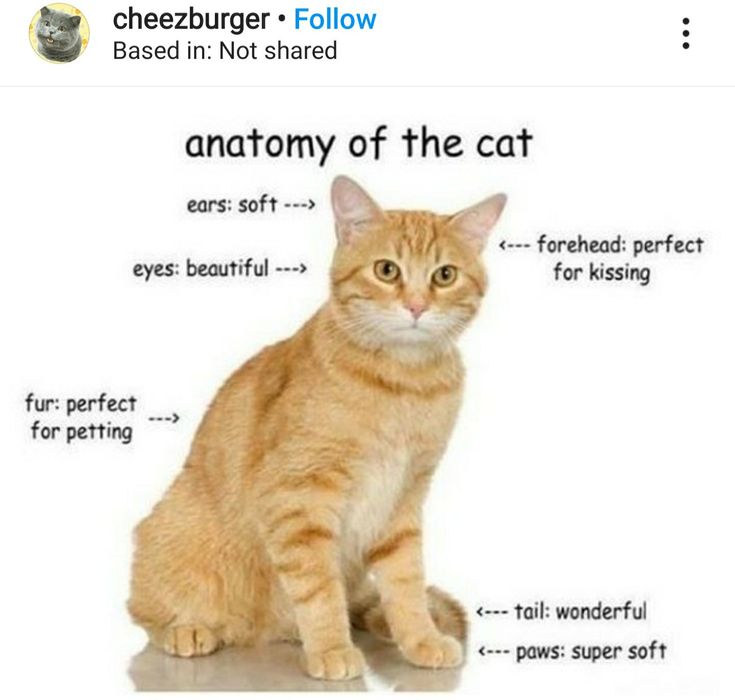 cheezburger • Follow
Based in: Not shared
anatomy of the cat
ears: soft --->
<--- forehead: perfect
for kissing
eyes: beautiful --->
fur: perfect
for petting --->
<--- tail: wonderful
<--- paws: super soft